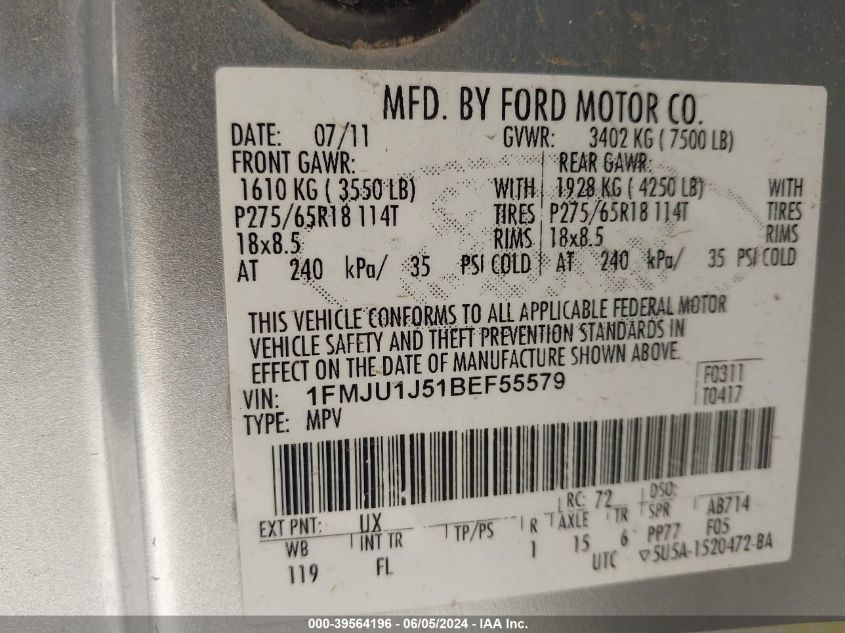 MFD. BY FORD MOTOR CO.
DATE: 07/11 GVWR: 3402 KG ( 7500 LB)
FRONT GAWR: REAR GAWR:
1610 KG ( 3550 LB) WITH 1928 KG ( 4250 LB) WITH
P275/65R18 114T TIRES P275/65R18 114T TIRES
18x8.5 RIMS 18x8.5 RIMS
AT 240 kPa/ 35 PSI COLD AT 240 kPa/ 35 PSI COLD
THIS VEHICLE CONFORMS TO ALL APPLICABLE FEDERAL MOTOR
VEHICLE SAFETY AND THEFT PREVENTION STANDARDS IN
EFFECT ON THE DATE OF MANUFACTURE SHOWN ABOVE.
VIN: 1FMJU1J51BEF55579 F0311
TYPE: MPV T0417
EXT PNT: UX RC: 72 DSO:
WB INT TR TP/PS R AXLE TR SPR AB714
119 FL 1 15 6 PP77 F05
UTC ▽5U5A-1520472-BA
000-39564196 - 06/05/2024 - IAA Inc.